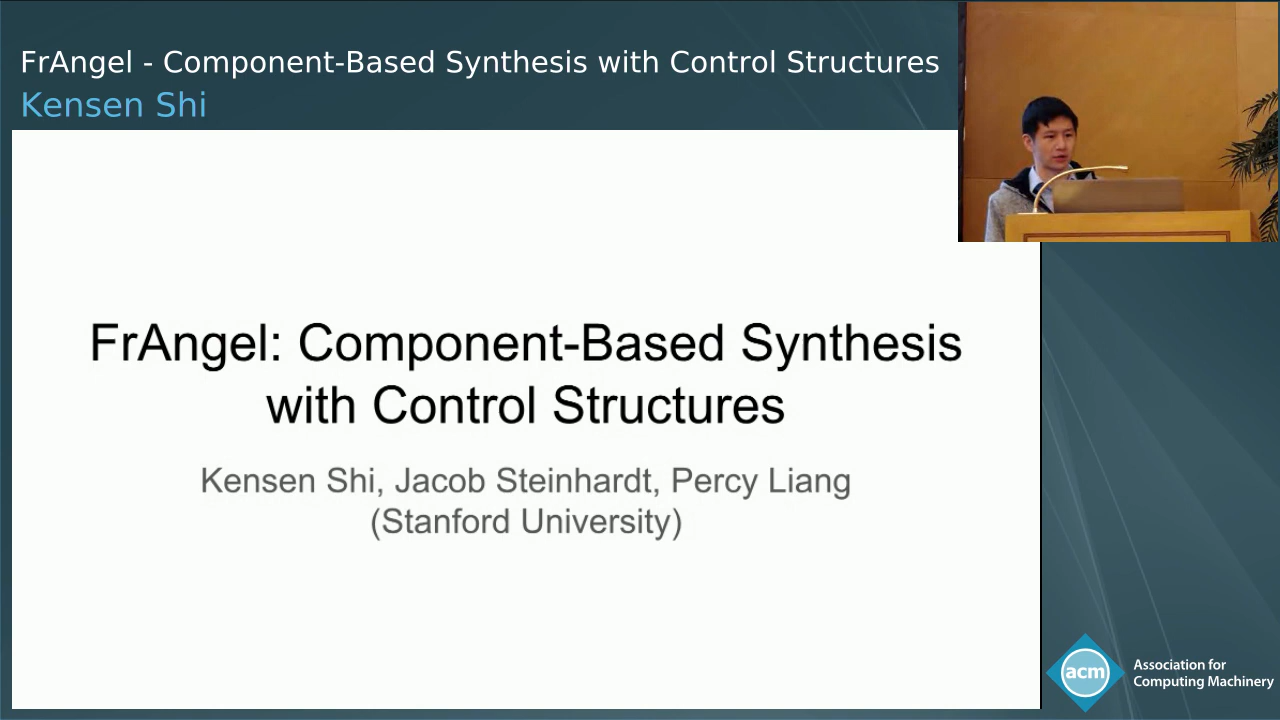 FrAngel - Component-Based Synthesis with Control Structures
Kensen Shi
FrAngel: Component-Based Synthesis
with Control Structures
Kensen Shi, Jacob Steinhardt, Percy Liang
(Stanford University)
acm
Association for
Computing Machinery